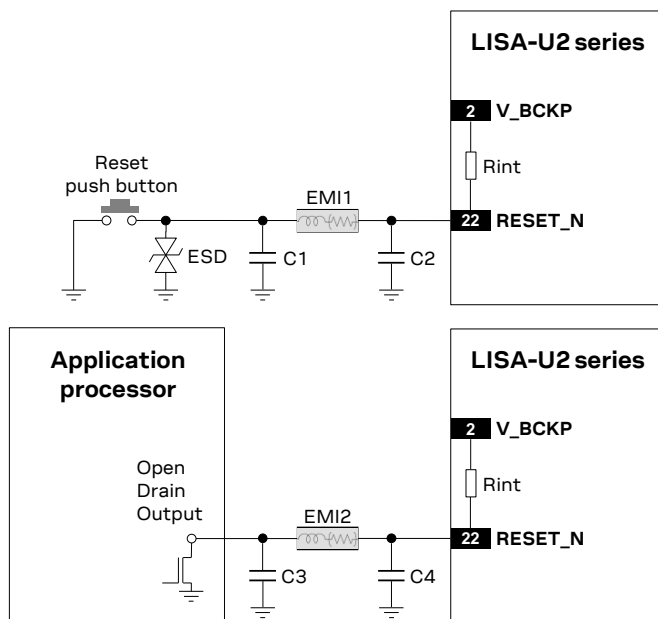 LISA-U2 series
2 V_BCKP
Reset
push button
Rint
EMI1
22 RESET_N
ESD
C1
C2
Application
processor
LISA-U2 series
2 V_BCKP
Open
Drain
Output
Rint
EMI2
22 RESET_N
C3
C4